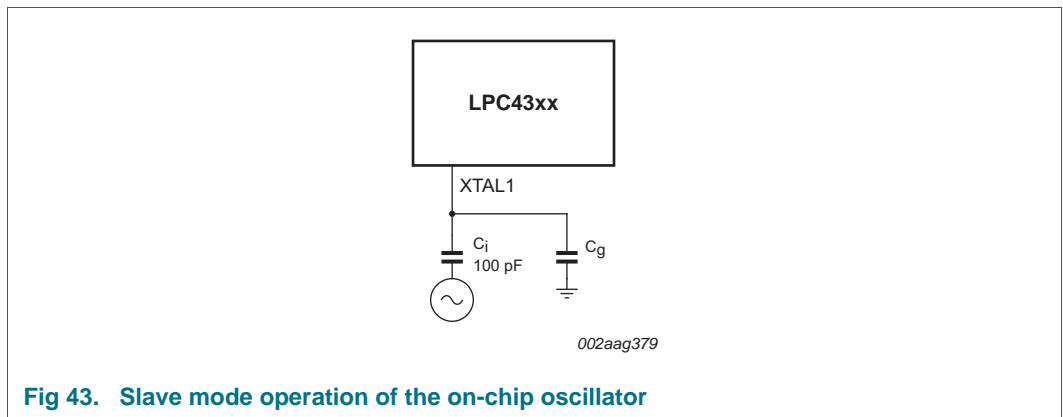 LPC43xx
XTAL1
Ci
100 pF
Cg
002aag379
Fig 43. Slave mode operation of the on-chip oscillator